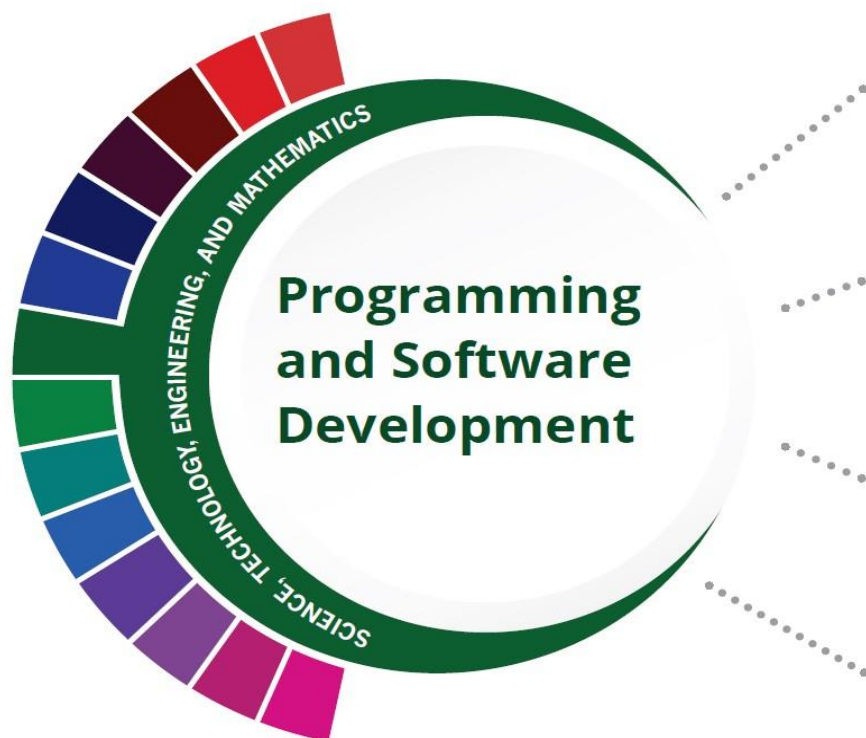 SCIENCE, TECHNOLOGY, ENGINEERING, AND MATHEMATICS
Programming
and Software
Development